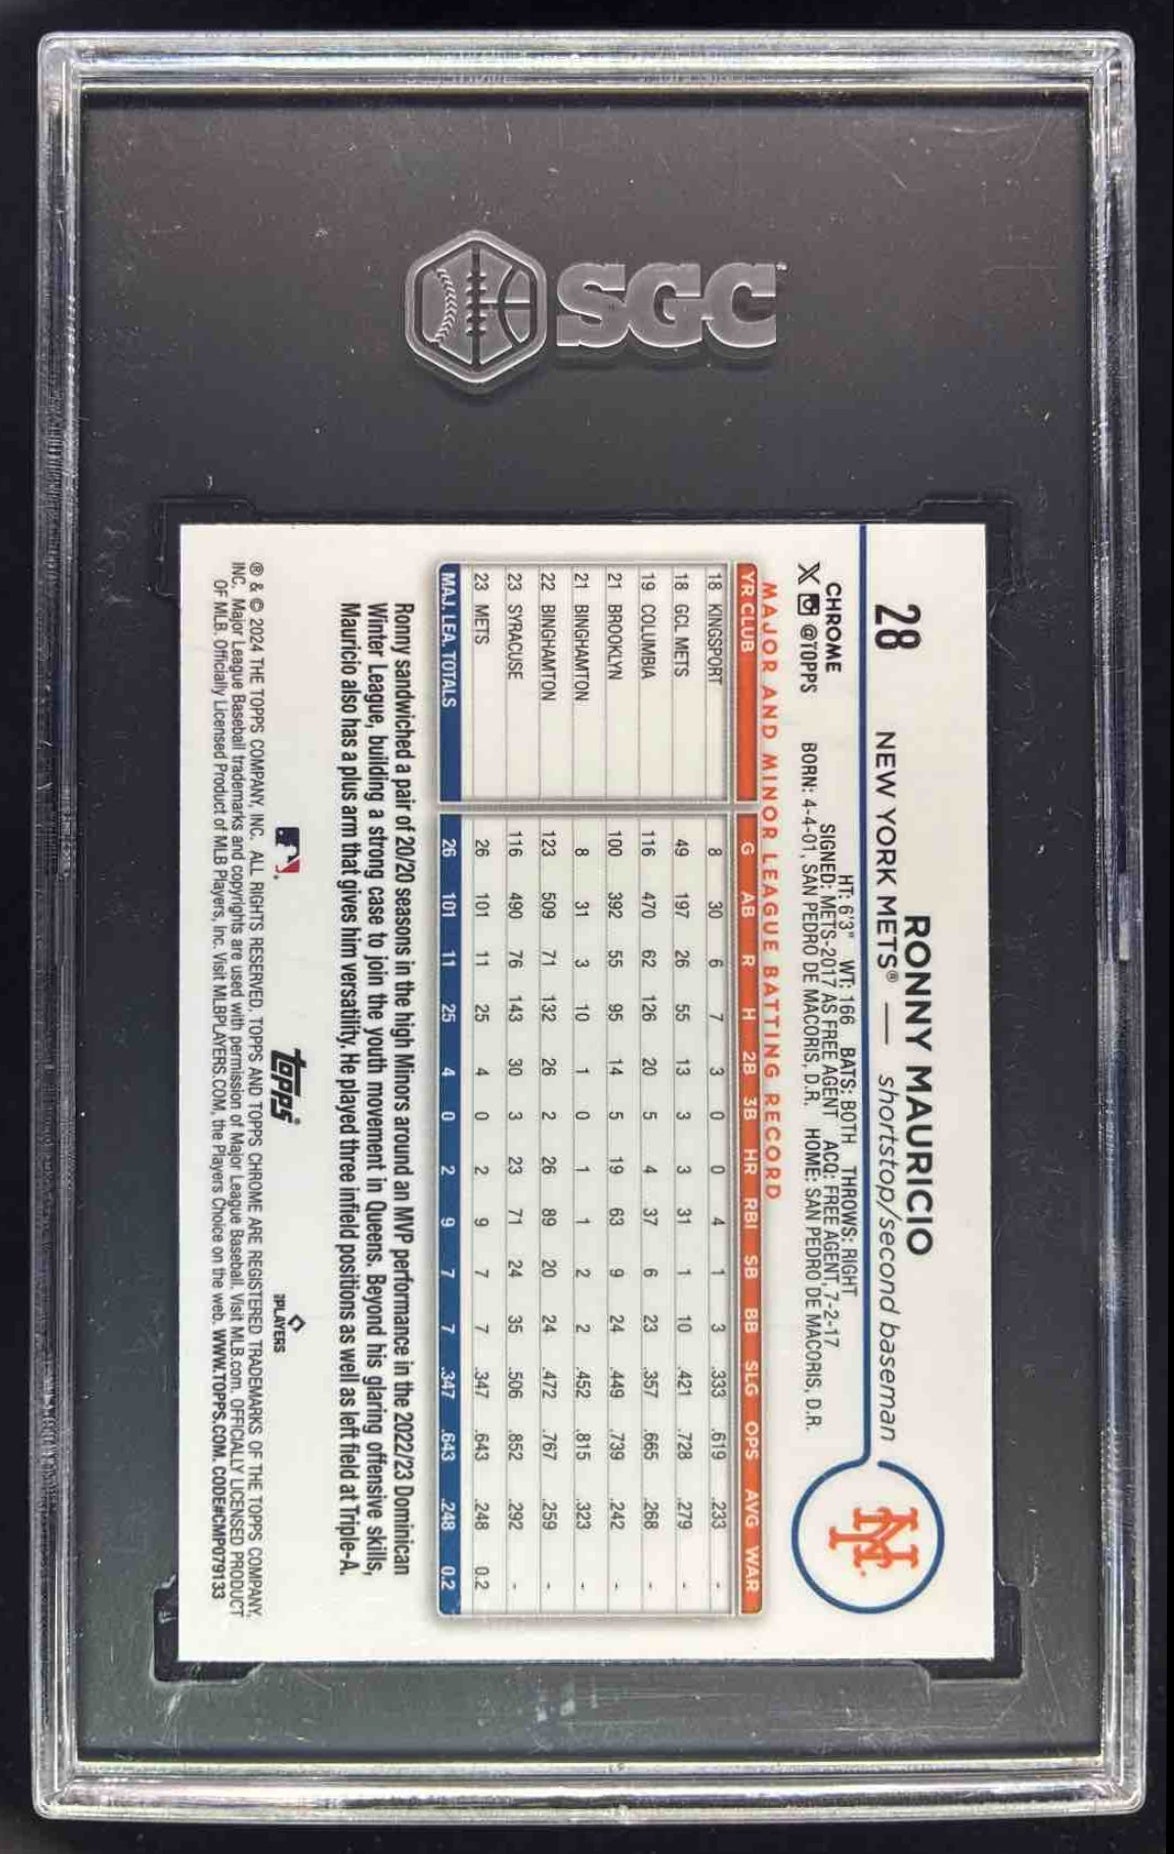 SGC
28
RONNY MAURICIO
NEW YORK METS® — shortstop/second baseman
CHROME
X @TOPPS
HT: 6'3" WT: 166 BATS: BOTH THROWS: RIGHT
SIGNED: METS-2017 AS FREE AGENT ACQ: FREE AGENT, 7-2-17
BORN: 4-4-01, SAN PEDRO DE MACORIS, D.R. HOME: SAN PEDRO DE MACORIS, D.R.
MAJOR AND MINOR LEAGUE BATTING RECORD
YR CLUB G AB R H 2B 3B HR RBI SB BB SLG OPS AVG WAR
18 KINGSPORT 8 30 6 7 3 0 0 4 1 3 .333 .619 .233 -
18 GCL METS 49 197 26 55 13 3 3 31 1 10 .421 .728 .279 -
19 COLUMBIA 116 470 62 126 20 5 4 37 6 23 .357 .665 .268 -
21 BROOKLYN 100 392 55 95 14 5 19 63 9 24 .449 .739 .242 -
21 BINGHAMTON 8 31 3 10 1 0 1 1 2 2 .452 .815 .323 -
22 BINGHAMTON 123 509 71 132 26 2 26 89 20 24 .472 .767 .259 -
23 SYRACUSE 116 490 76 143 30 3 23 71 24 35 .506 .852 .292 -
23 METS 26 101 11 25 4 0 2 9 7 7 .347 .643 .248 0.2
MAJ. LEA. TOTALS 26 101 11 25 4 0 2 9 7 7 .347 .643 .248 0.2
Ronny sandwiched a pair of 20/20 seasons in the high Minors around an MVP performance in the 2022/23 Dominican
Winter League, building a strong case to join the youth movement in Queens. Beyond his glaring offensive skills,
Mauricio also has a plus arm that gives him versatility. He played three infield positions as well as left field at Triple-A.
topps
PLAYERS
® & © 2024 THE TOPPS COMPANY, INC. ALL RIGHTS RESERVED. TOPPS AND TOPPS CHROME ARE REGISTERED TRADEMARKS OF THE TOPPS COMPANY,
INC. Major League Baseball trademarks and copyrights are used with permission of Major League Baseball. Visit MLB.com. OFFICIALLY LICENSED PRODUCT
OF MLB. Officially Licensed Product of MLB Players, Inc. Visit MLBPLAYERS.COM, the Players Choice on the web. WWW.TOPPS.COM. CODE#CMP079133